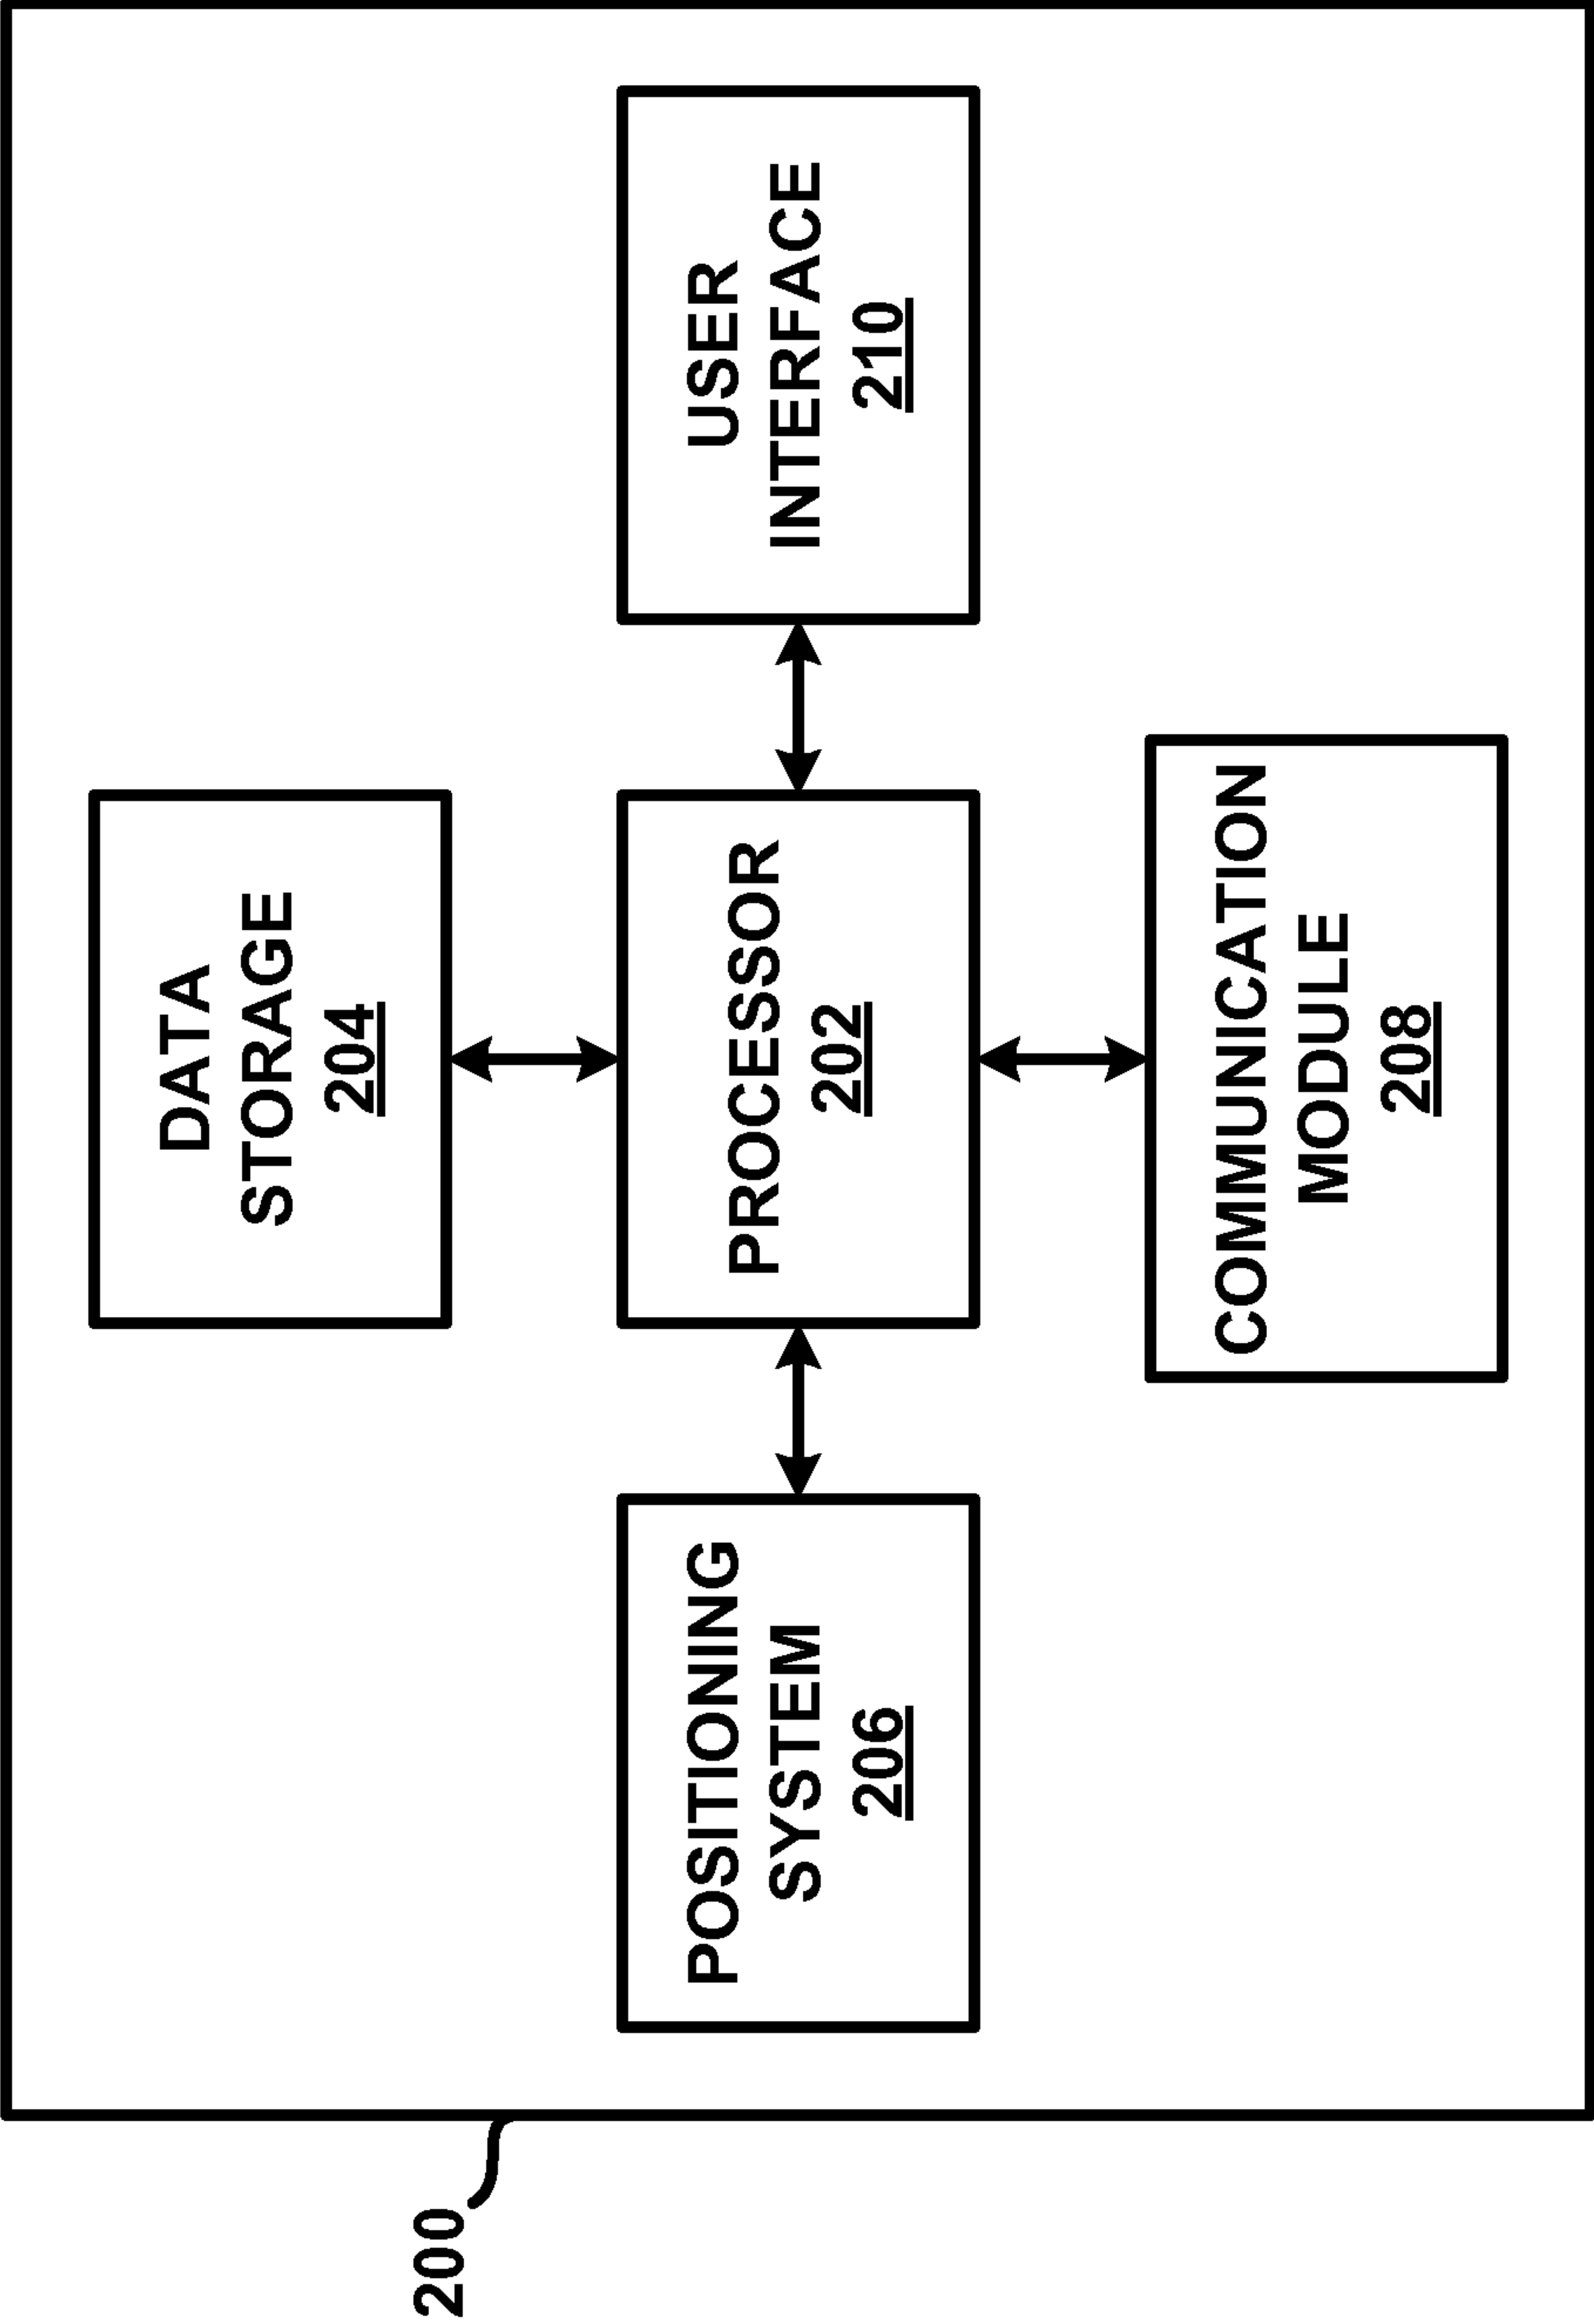 200
DATA
STORAGE
204
POSITIONING
SYSTEM
206
PROCESSOR
202
USER
INTERFACE
210
COMMUNICATION
MODULE
208